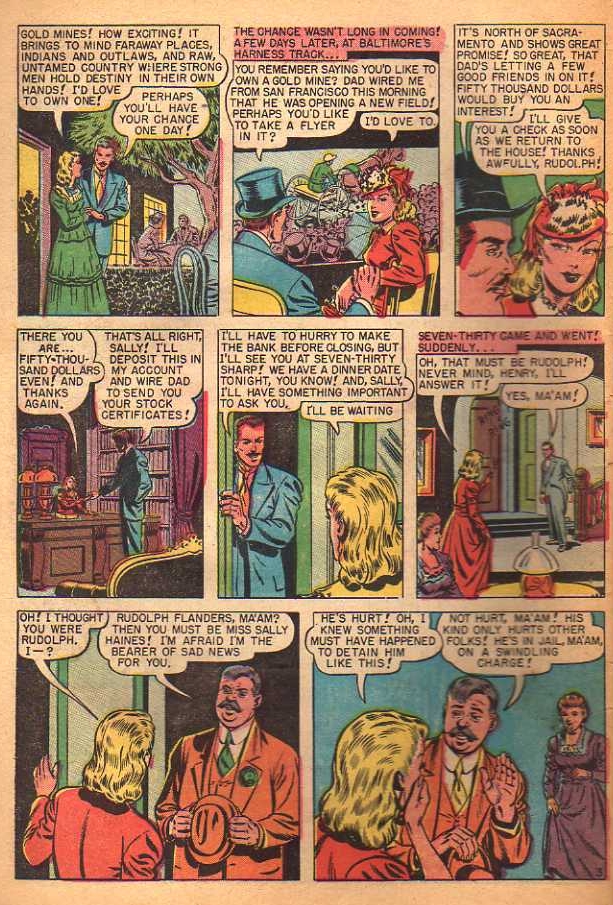 GOLD MINES! HOW EXCITING! IT
BRINGS TO MIND FARAWAY PLACES,
INDIANS AND OUTLAWS, AND RAW,
UNTAMED COUNTRY WHERE STRONG
MEN HOLD DESTINY IN THEIR OWN
HANDS! I'D LOVE
TO OWN ONE!
PERHAPS
YOU'LL HAVE
YOUR CHANCE
ONE DAY!
THE CHANCE WASN'T LONG IN COMING!
A FEW DAYS LATER, AT BALTIMORE'S
HARNESS TRACK...
YOU REMEMBER SAYING YOU'D LIKE TO
OWN A GOLD MINE? DAD WIRED ME
FROM SAN FRANCISCO THIS MORNING
THAT HE WAS OPENING A NEW FIELD!
PERHAPS YOU'D LIKE
TO TAKE A FLYER
IN IT?
I'D LOVE TO.
IT'S NORTH OF SACRA-
MENTO AND SHOWS GREAT
PROMISE! SO GREAT, THAT
DAD'S LETTING A FEW
GOOD FRIENDS IN ON IT!
FIFTY THOUSAND DOLLARS
WOULD BUY YOU AN
INTEREST!
I'LL GIVE
YOU A CHECK AS SOON
AS WE RETURN TO
THE HOUSE! THANKS
AWFULLY, RUDOLPH!
THERE YOU
ARE...
FIFTY-THOU-
SAND DOLLARS
EVEN! AND
THANKS
AGAIN.
THAT'S ALL RIGHT,
SALLY! I'LL
DEPOSIT THIS IN
MY ACCOUNT
AND WIRE DAD
TO SEND YOU
YOUR STOCK
CERTIFICATES!
I'LL HAVE TO HURRY TO MAKE
THE BANK BEFORE CLOSING, BUT
I'LL SEE YOU AT SEVEN-THIRTY
SHARP! WE HAVE A DINNER DATE
TONIGHT, YOU KNOW! AND, SALLY,
I'LL HAVE SOMETHING IMPORTANT
TO ASK YOU.
I'LL BE WAITING
SEVEN-THIRTY CAME AND WENT!
SUDDENLY...
OH, THAT MUST BE RUDOLPH!
NEVER MIND, HENRY, I'LL
ANSWER IT!
YES, MA'AM!
OH! I THOUGHT
YOU WERE
RUDOLPH.
I—?
RUDOLPH FLANDERS, MA'AM?
THEN YOU MUST BE MISS SALLY
HAINES! I'M AFRAID I'M THE
BEARER OF SAD NEWS
FOR YOU.
HE'S HURT! OH, I
KNEW SOMETHING
MUST HAVE HAPPENED
TO DETAIN HIM
LIKE THIS!
NOT HURT, MA'AM! HIS
KIND ONLY HURTS OTHER
FOLKS! HE'S IN JAIL, MA'AM,
ON A SWINDLING
CHARGE!
3